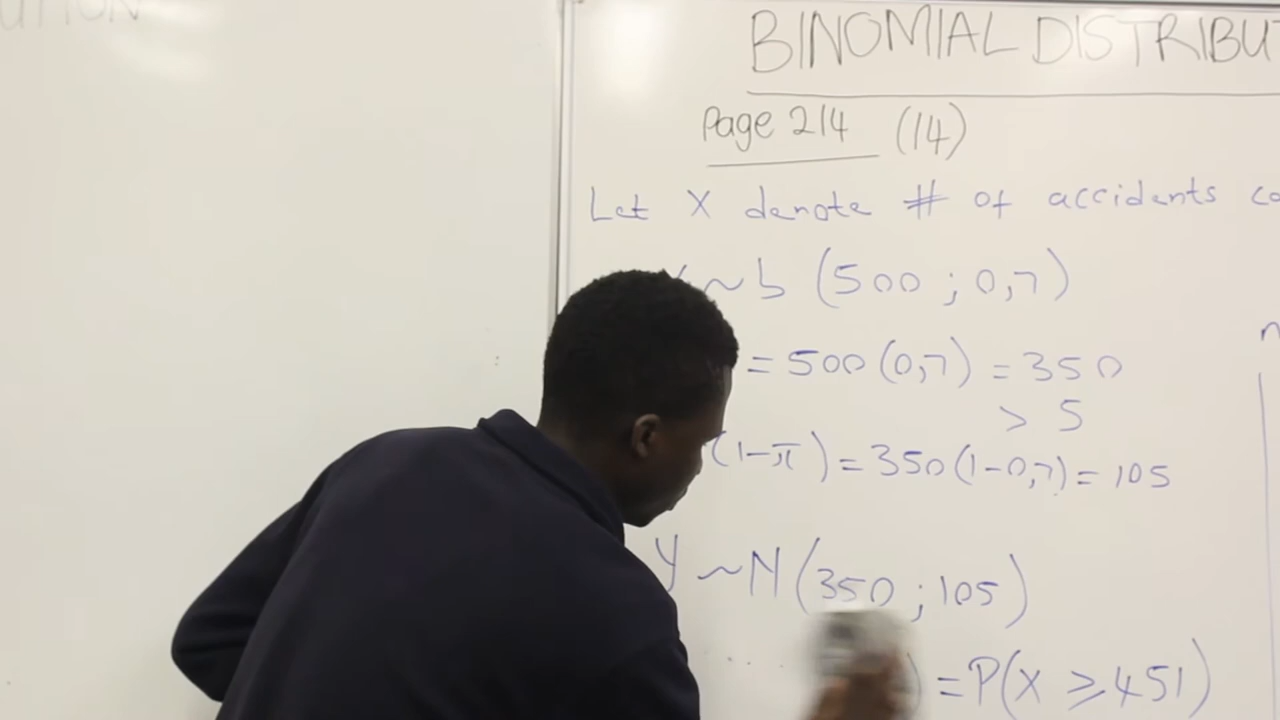 BINOMIAL
Page 214 (14)
Let X denote # of accidents
~ b (500 ; 0,7)
= 500 (0,7) = 350
> 5
(1-π) = 350(1-0,7) = 105
Y ~ N(350 ; 105)
) = P(X ≥ 451)